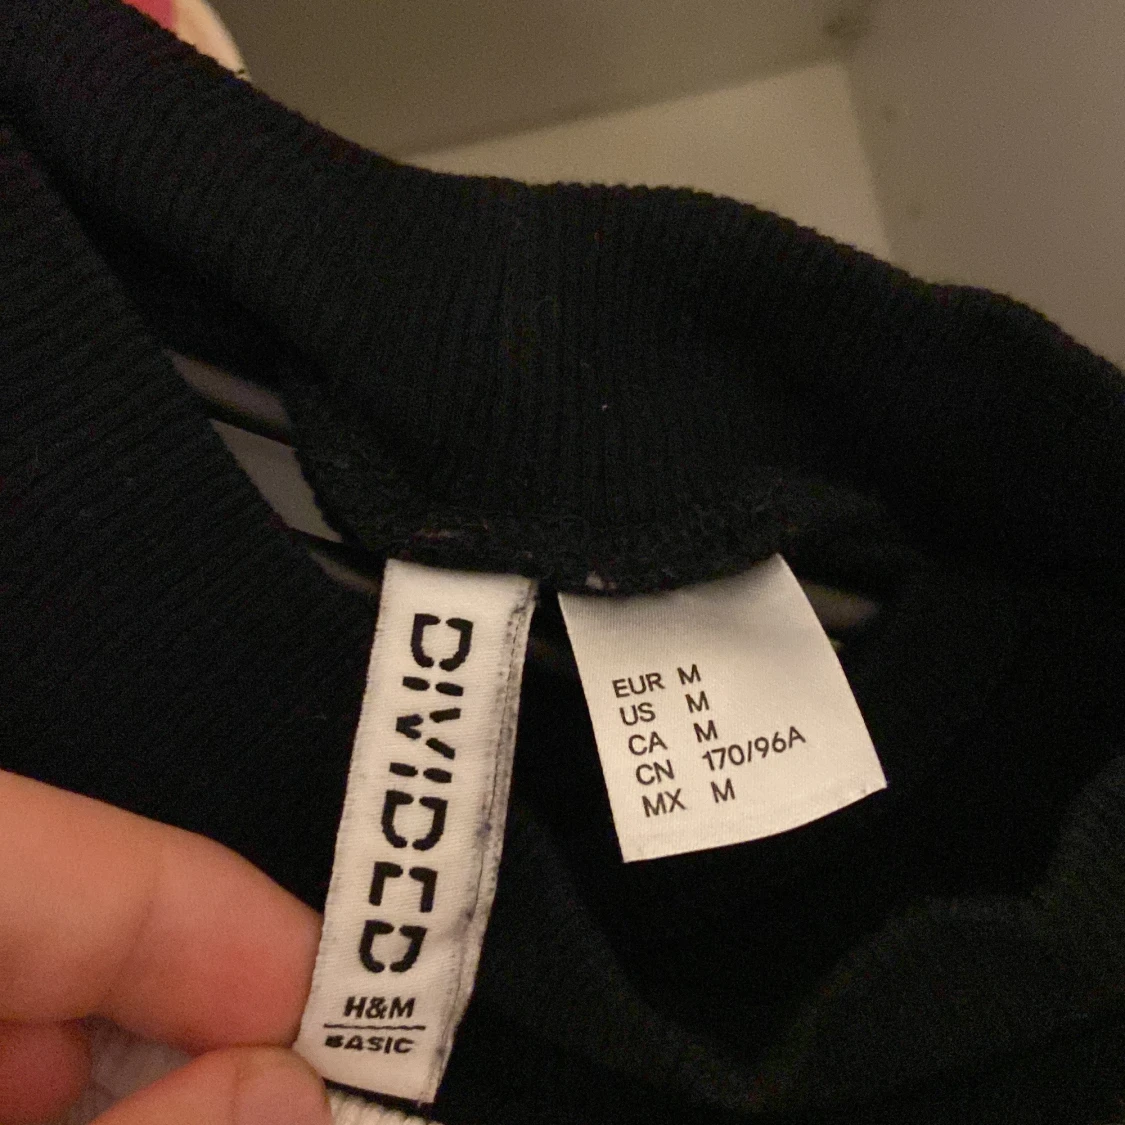 DIVIDED
H&M
BASIC
EUR M
US M
CA M
CN 170/96A
MX M